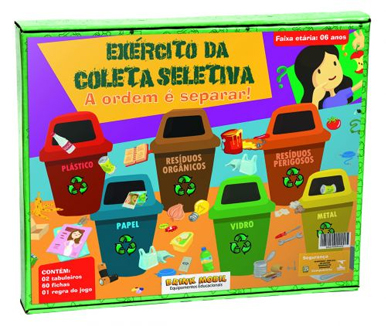 Faixa etária: 06 anos
EXÉRCITO DA
COLETA SELETIVA
A ordem é separar!
PLÁSTICO
RESÍDUOS
ORGÂNICOS
RESÍDUOS
PERIGOSOS
PAPEL
VIDRO
METAL
CONTÉM:
02 tabuleiros
80 fichas
01 regra do jogo
BRINK MOBIL
Equipamentos Educacionais
Segurança